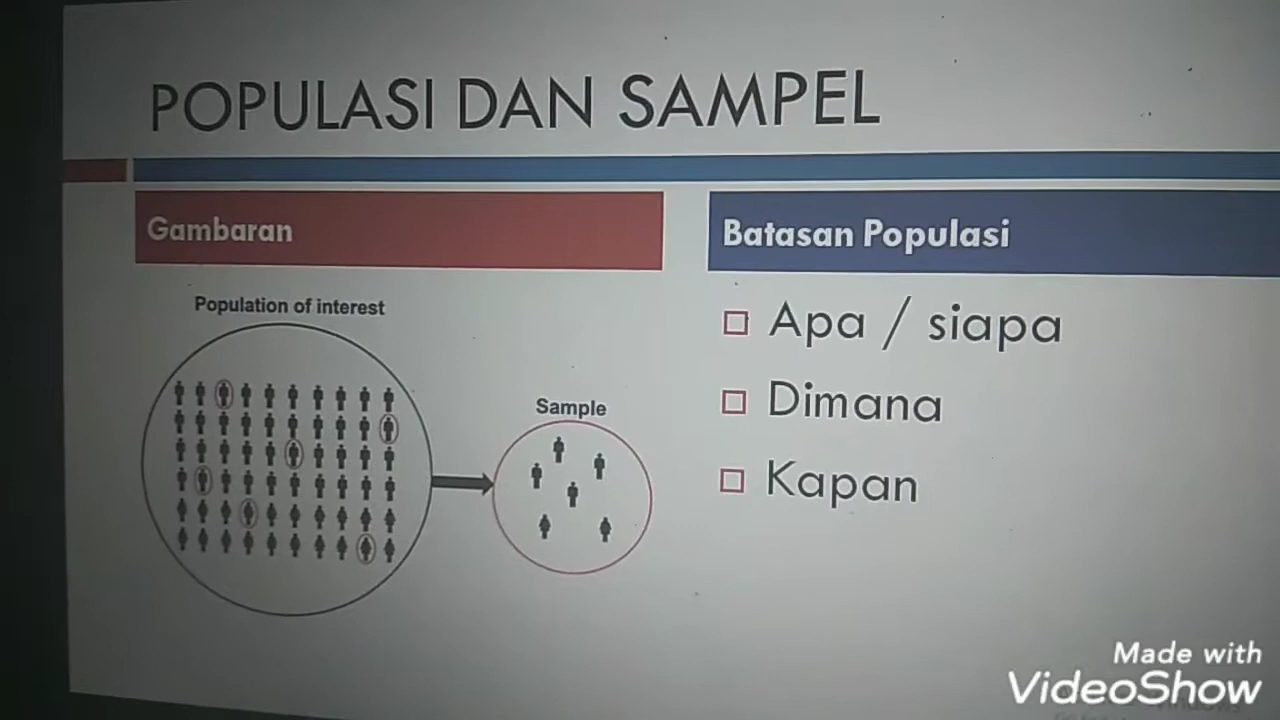 POPULASI DAN SAMPEL
Gambaran
Population of interest
Sample
Batasan Populasi
Apa / siapa
Dimana
Kapan
Made with
VideoShow